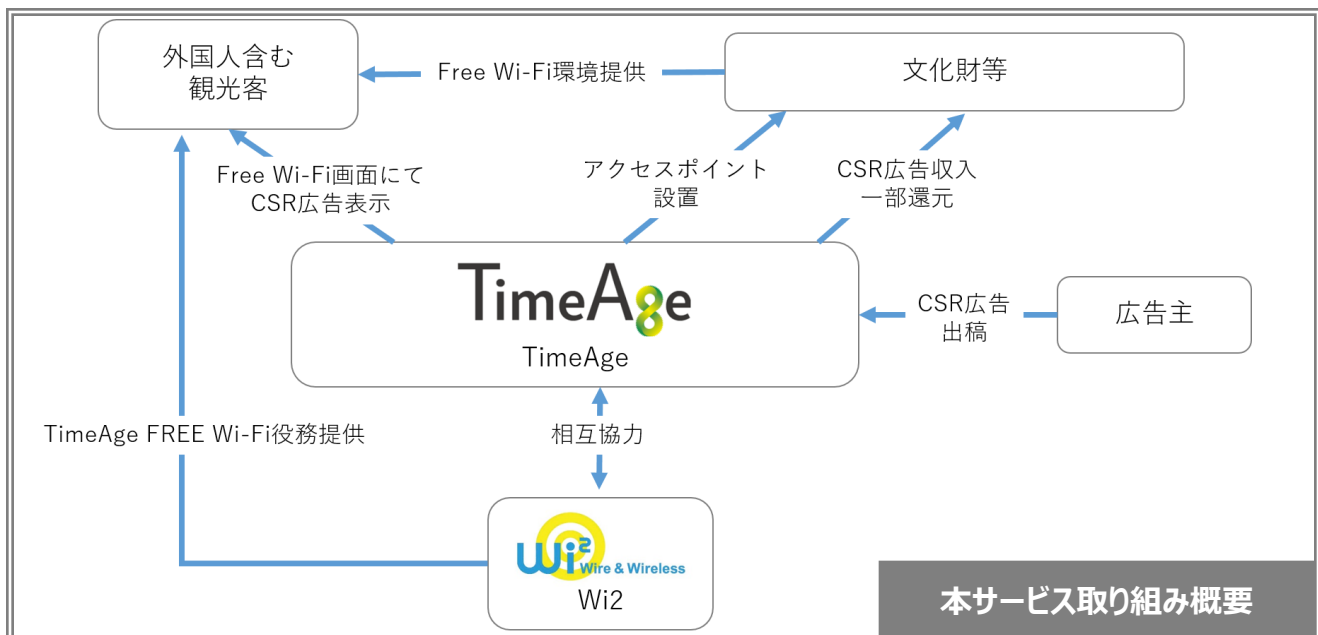 外国人含む
観光客
Free Wi-Fi環境提供
文化財等
Free Wi-Fi画面にて
CSR広告表示
アクセスポイント
設置
CSR広告収入
一部還元
TimeAge
TimeAge
CSR広告
出稿
広告主
TimeAge FREE Wi-Fi役務提供
相互協力
Wi2
Wire & Wireless
Wi2
本サービス取り組み概要